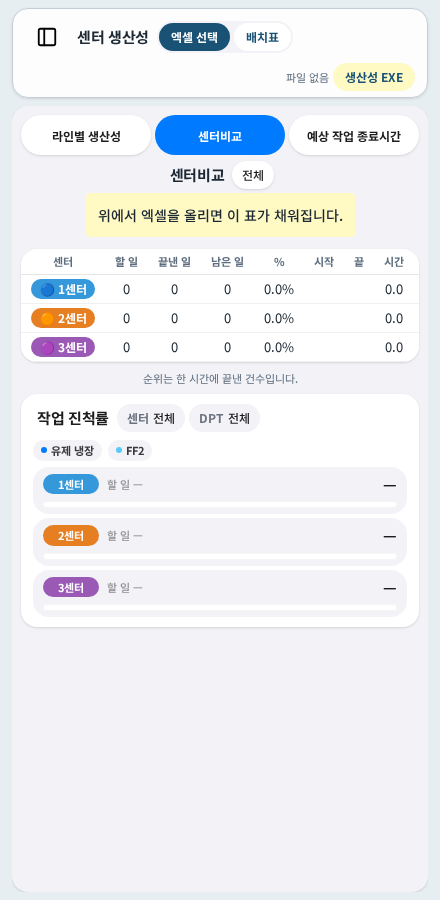 센터 생산성 엑셀 선택 배치표
파일 없음 생산성 EXE
라인별 생산성 센터비교 예상 작업 종료시간
센터비교 전체
위에서 엑셀을 올리면 이 표가 채워집니다.
센터 할 일 끝낸 일 남은 일 % 시작 끝 시간
1센터 0 0 0 0.0% 0.0
2센터 0 0 0 0.0% 0.0
3센터 0 0 0 0.0% 0.0
순위는 한 시간에 끝낸 건수입니다.
작업 진척률 센터 전체 DPT 전체
유제 냉장 FF2
1센터 할 일 — —
2센터 할 일 — —
3센터 할 일 — —